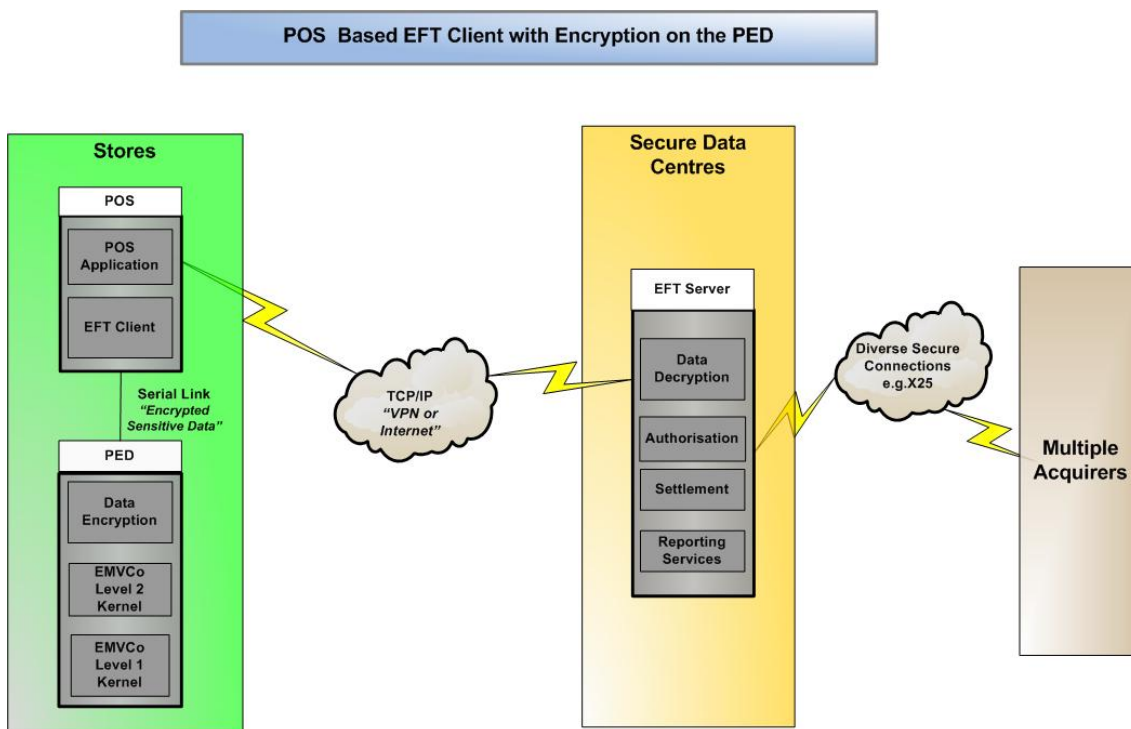 POS Based EFT Client with Encryption on the PED
Stores
POS
POS
Application
EFT Client
Serial Link
“Encrypted
Sensitive Data”
PED
Data
Encryption
EMVCo
Level 2
Kernel
EMVCo
Level 1
Kernel
TCP/IP
“VPN or
Internet”
Secure Data
Centres
EFT Server
Data
Decryption
Authorisation
Settlement
Reporting
Services
Diverse Secure
Connections
e.g.X25
Multiple
Acquirers